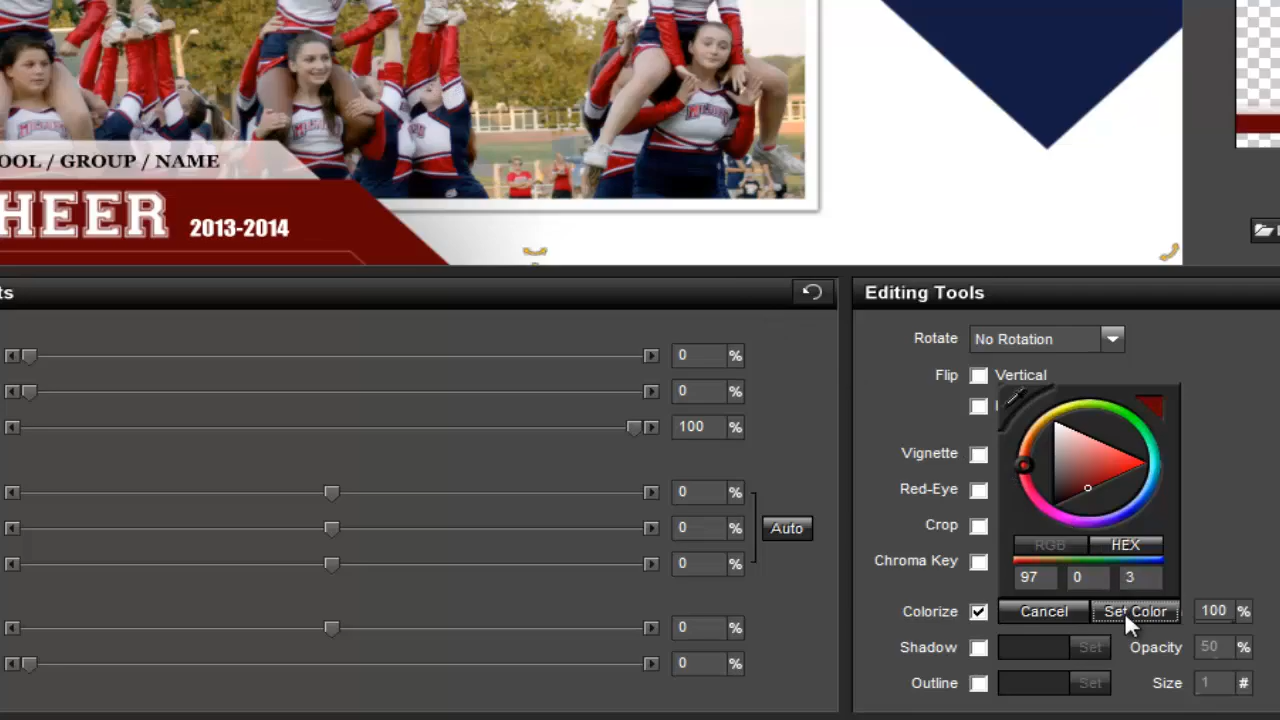 OOL / GROUP / NAME
HEER 2013-2014
ts
0 %
0 %
100 %
0 %
0 %
0 %
Auto
0 %
0 %
Editing Tools
Rotate No Rotation
Flip Vertical
Vignette
Red-Eye
Crop
Chroma Key
RGB HEX
97 0 3
Colorize Cancel Set Color 100 %
Shadow Set Opacity 50 %
Outline Set Size 1 #